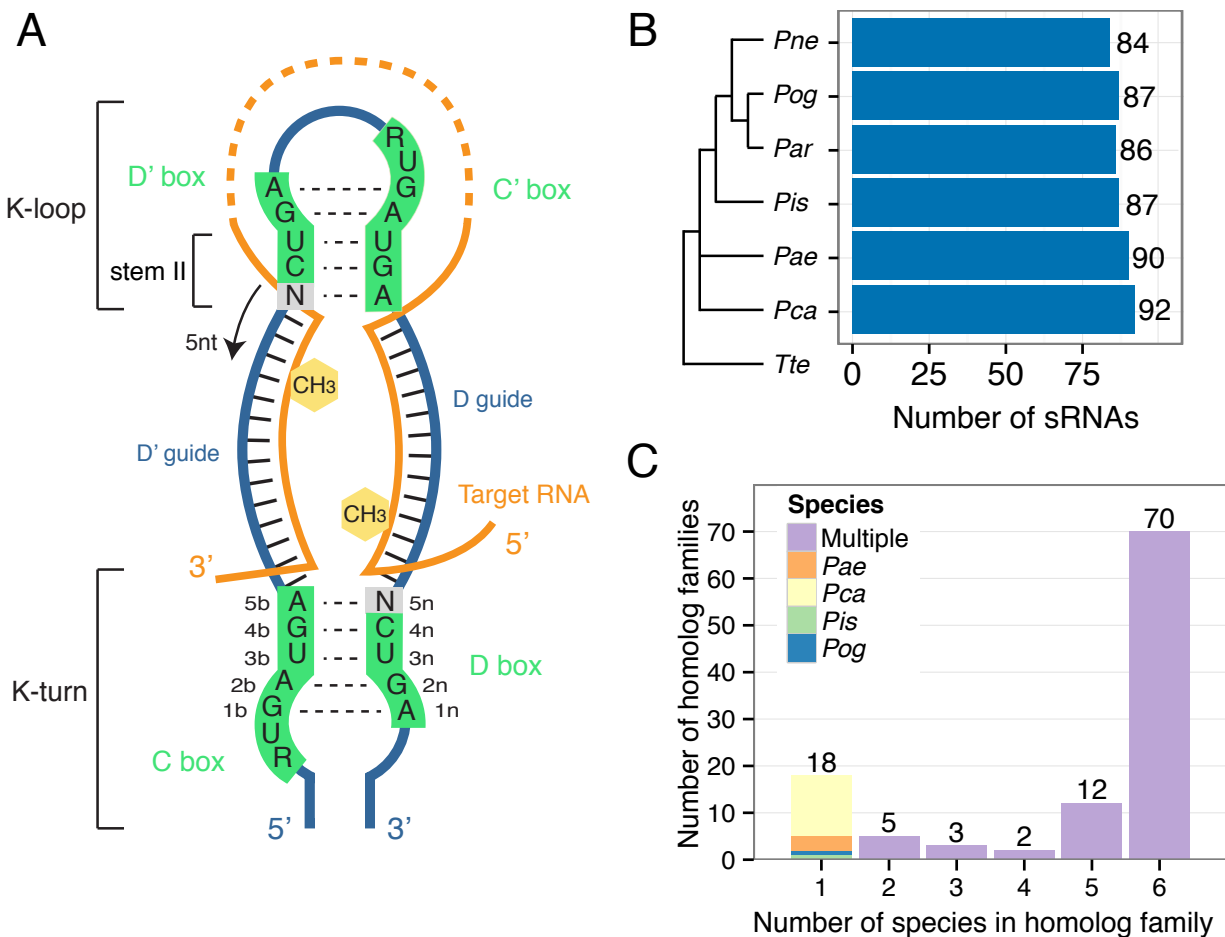 A
D’ box
C’ box
K-loop
stem II
R
U
G
A
U
G
A
A
G
U
C
N
5nt
CH3
D guide
D’ guide
CH3
Target RNA
5’
3’
K-turn
5b
4b
3b
2b
1b
A
G
U
A
G
U
R
N
C
U
G
A
5n
4n
3n
2n
1n
D box
C box
5’
3’
B
Pne
Pog
Par
Pis
Pae
Pca
Tte
84
87
86
87
90
92
0 25 50 75
Number of sRNAs
C
Number of homolog families
70
60
50
40
30
20
10
0
Species
Multiple
Pae
Pca
Pis
Pog
18
5
3
2
12
70
1 2 3 4 5 6
Number of species in homolog family